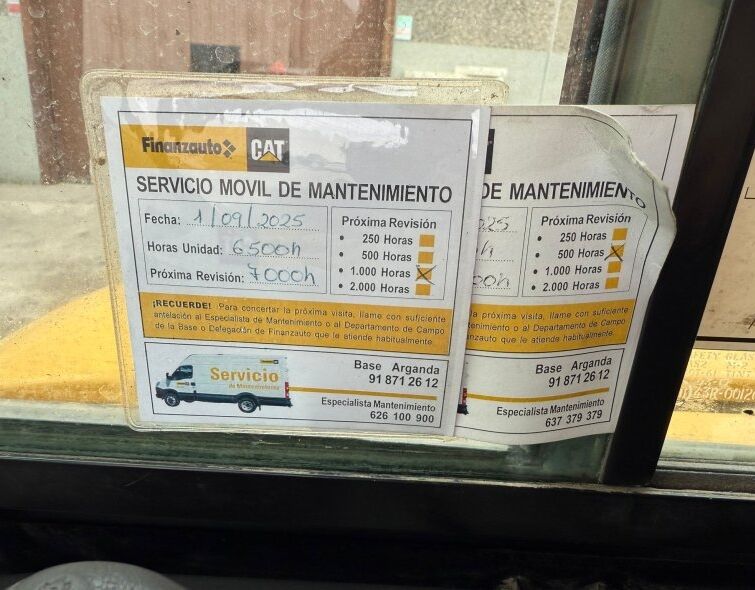 Finanzauto CAT
SERVICIO MOVIL DE MANTENIMIENTO
Fecha: 1/09/2025
Horas Unidad: 6500h
Próxima Revisión: 7000h
Próxima Revisión
• 250 Horas
• 500 Horas
• 1.000 Horas
• 2.000 Horas
¡RECUERDE! Para concertar la próxima visita, llame con suficiente
antelación al Especialista de Mantenimiento o al Departamento de Campo
de la Base o Delegación de Finanzauto que le atiende habitualmente.
Servicio
de Mantenimiento
Base Arganda
91 871 26 12
Especialista Mantenimiento
626 100 900
DE MANTENIMIENTO
025
h
00h
Próxima Revisión
• 250 Horas
• 500 Horas
• 1.000 Horas
• 2.000 Horas
la próxima visita, llame con suficiente
tenimiento o al Departamento de Campo
nzauto que le atiende habitualmente.
Base Arganda
91 871 26 12
Especialista Mantenimiento
637 379 379